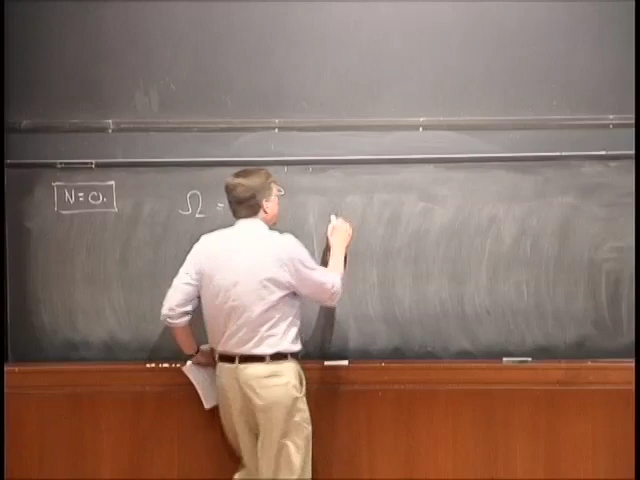 N=0.
Ω =